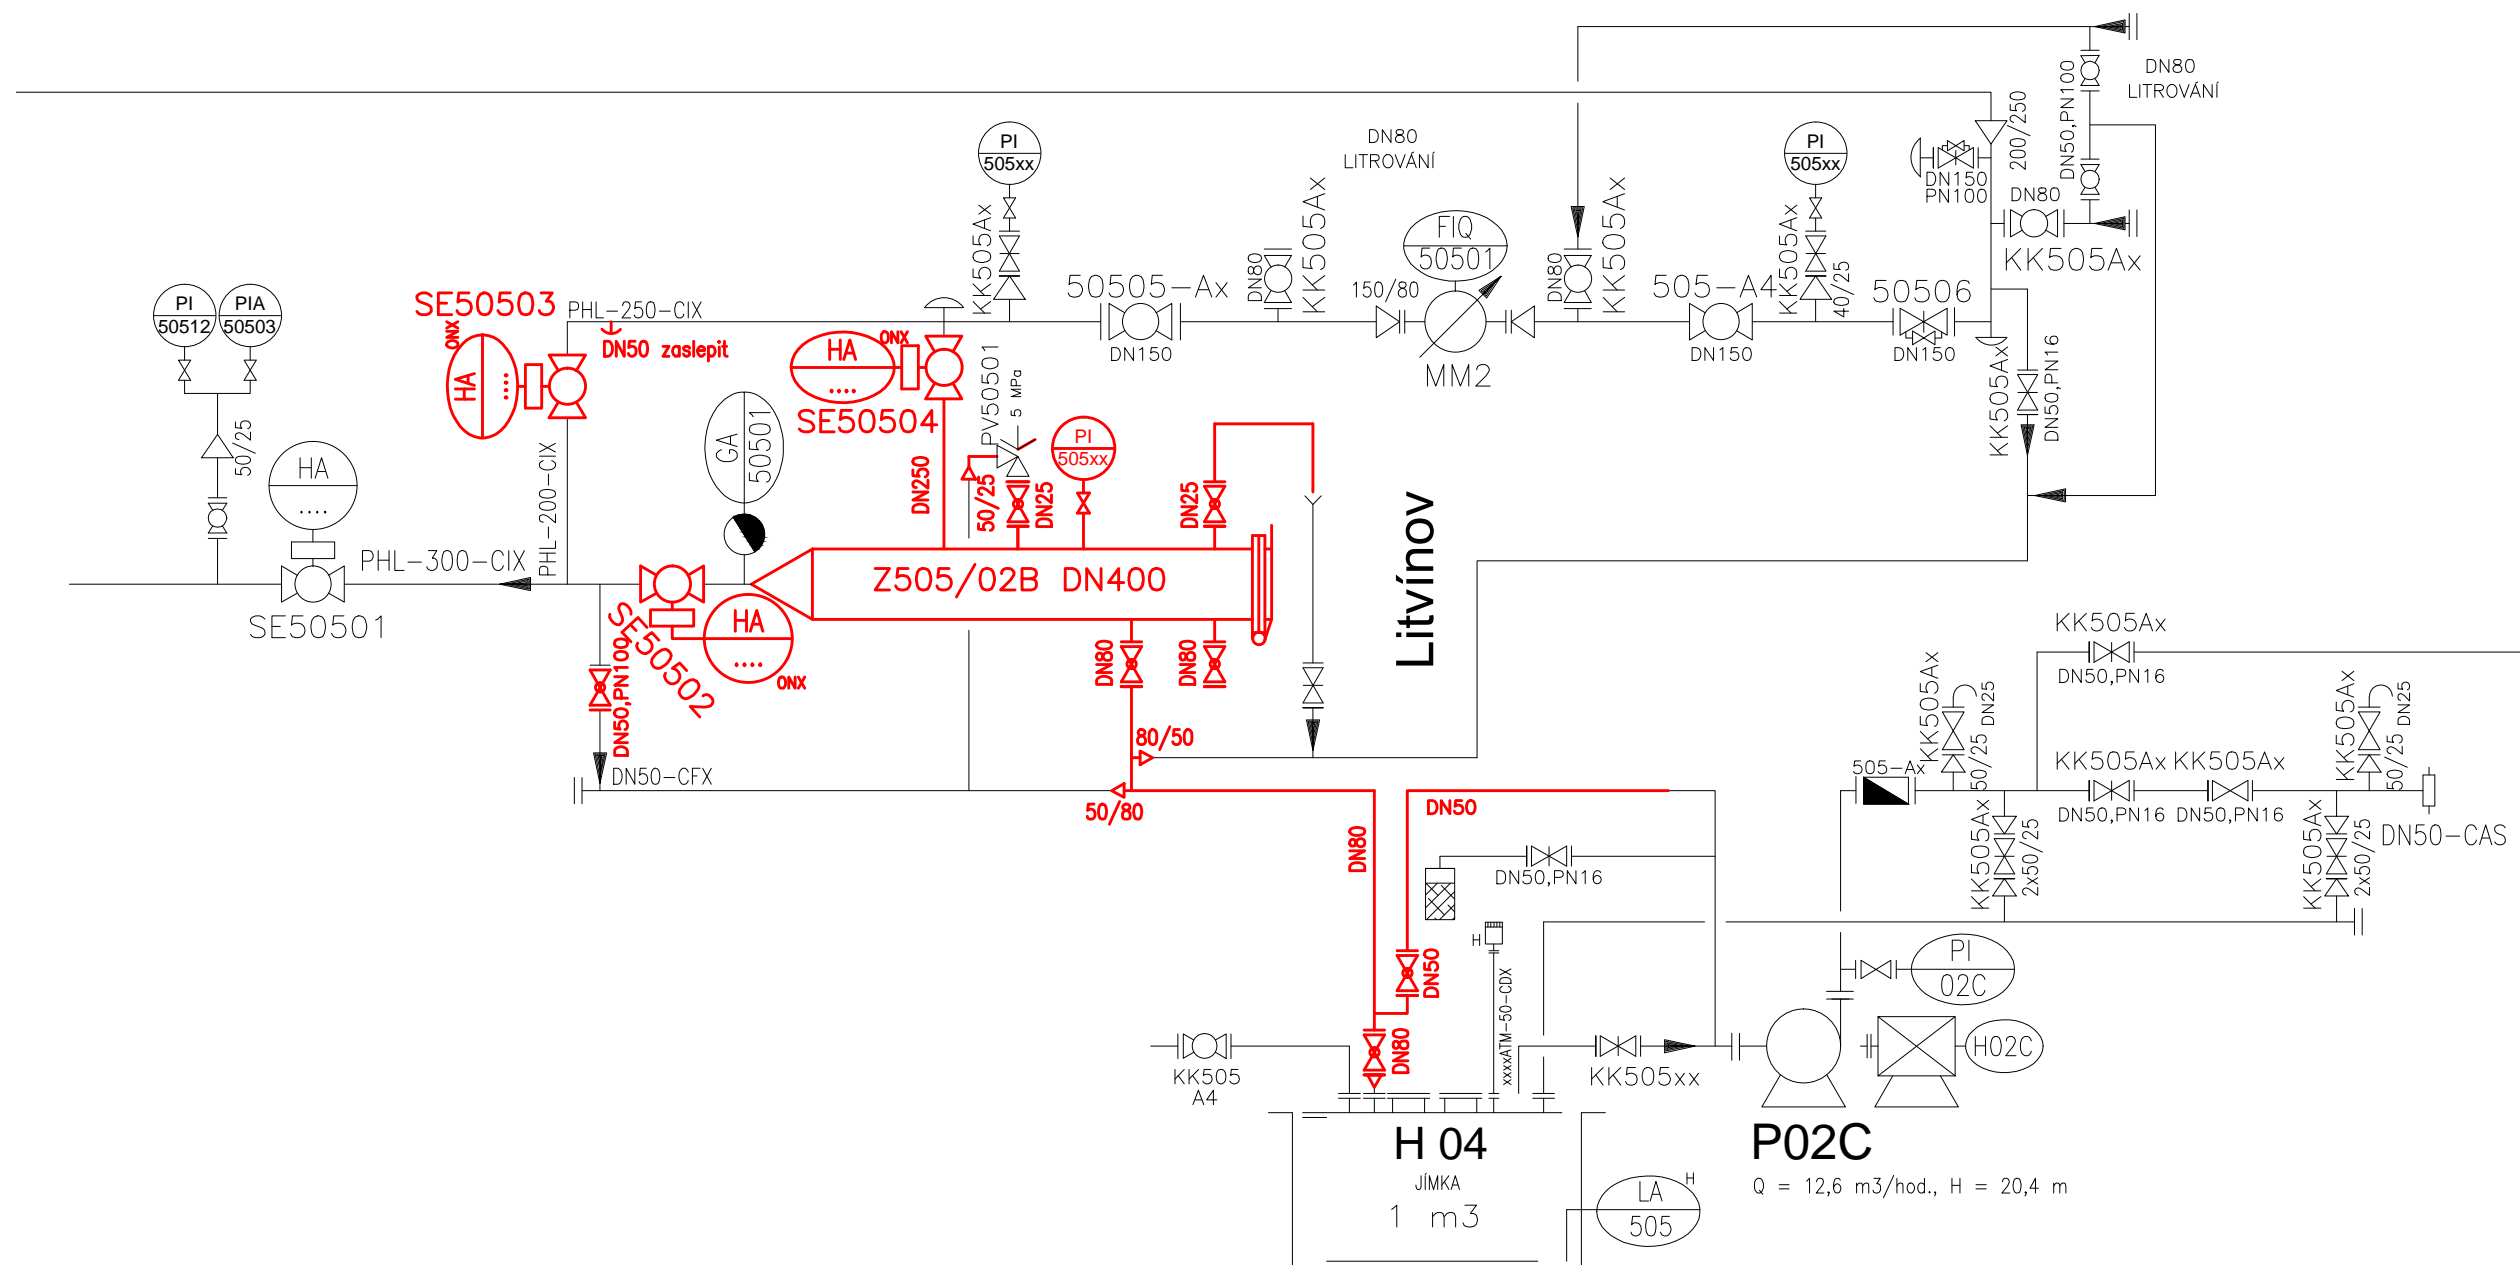 DN80
LITROVÁNÍ
DN50,PN100
200/250
DN80
LITROVÁNÍ
PI
505xx
PI
505xx
DN150
PN100
DN80
KK505Ax
KK505Ax
KK505Ax
KK505Ax
KK505Ax
FIQ
50501
DN80
DN80
150/80
50505-Ax
505-A4
40/25
50506
DN150
DN150
DN150
MM2
PI
50512
PIA
50503
SE50503
ONX
HA
....
PHL-250-CIX
DN50 zaslepit
HA
....
ONX
SE50504
PV50501
5 MPa
KK505Ax
DN50,PN16
50/25
HA
....
GA
50501
DN250
PI
505xx
50/25
DN25
DN25
PHL-200-CIX
PHL-300-CIX
SE50501
Z505/02B DN400
Litvínov
SE50502
HA
....
ONX
DN50,PN100
DN80
DN80
80/50
DN50-CFX
50/80
DN80
DN50
KK505Ax
DN50,PN16
KK505Ax
DN25
50/25
KK505Ax
DN25
50/25
505-Ax
KK505Ax
DN50,PN16
KK505Ax
DN50,PN16
DN50-CAS
KK505Ax
2x50/25
KK505Ax
2x50/25
DN50,PN16
H
DN50
xxxxATM-50-CDX
PI
02C
DN80
KK505
A4
KK505xx
H02C
H 04
JÍMKA
1 m3
P02C
Q = 12,6 m3/hod., H = 20,4 m
LA
505
H